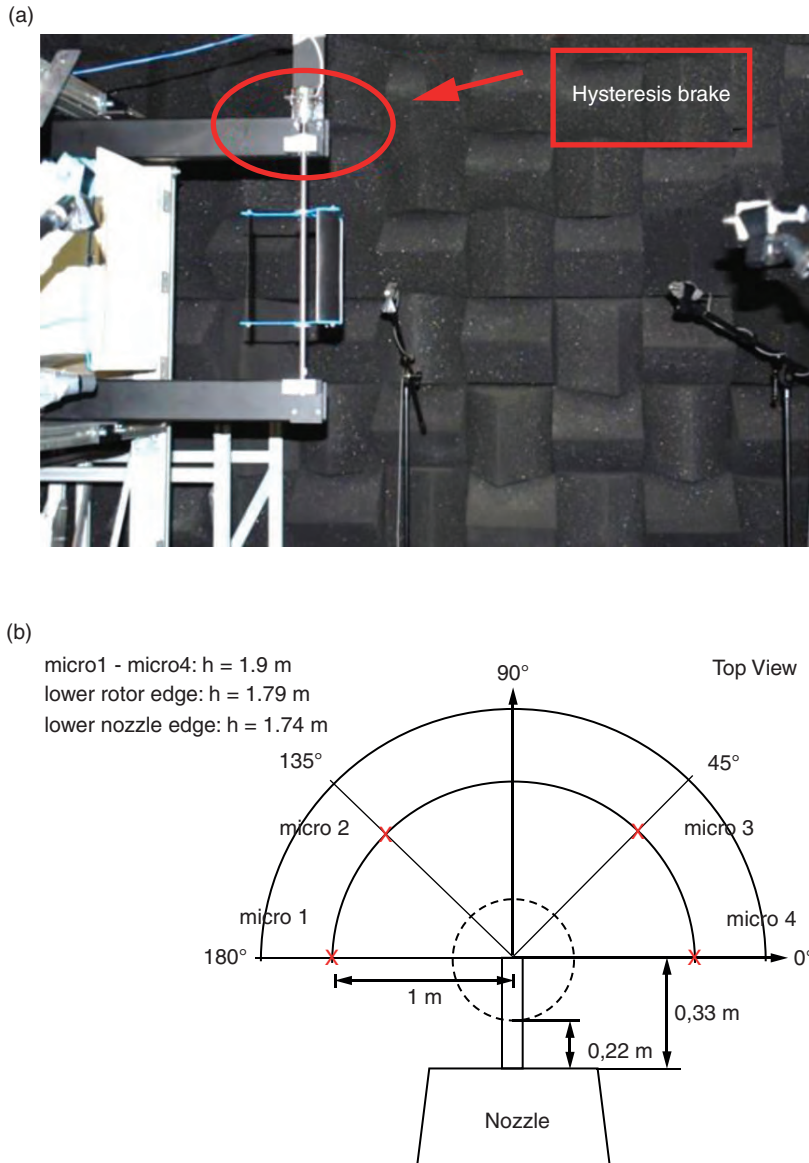 (a)
Hysteresis brake
(b)
micro1 - micro4: h = 1.9 m
lower rotor edge: h = 1.79 m
lower nozzle edge: h = 1.74 m
Top View
90°
135°
45°
micro 2
micro 3
micro 1
micro 4
180°
0°
1 m
0,33 m
0,22 m
Nozzle